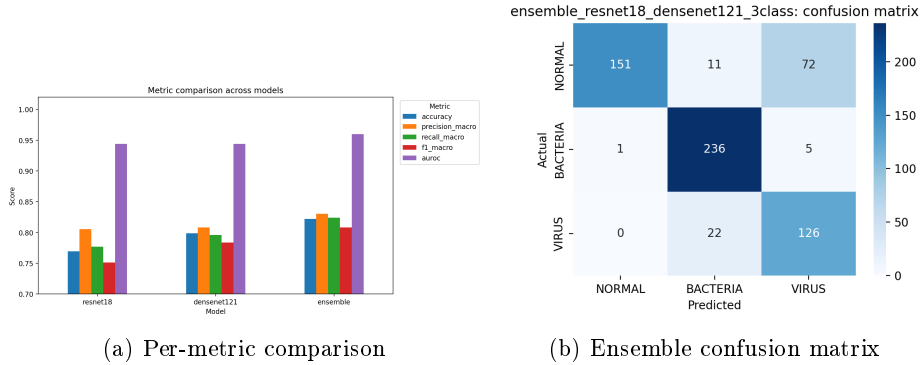 Metric comparison across models
1.00
0.95
0.90
0.85
0.80
0.75
0.70
Score
resnet18
densenet121
ensemble
Model
Metric
accuracy
precision_macro
recall_macro
f1_macro
auroc
(a) Per-metric comparison
ensemble_resnet18_densenet121_3class: confusion matrix
Actual
NORMAL
151 11 72
BACTERIA
1 236 5
VIRUS
0 22 126
NORMAL BACTERIA VIRUS
Predicted
200
150
100
50
0
(b) Ensemble confusion matrix